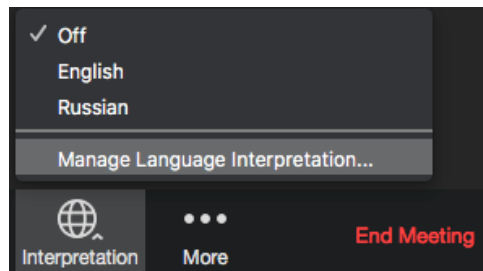 Off
English
Russian
Manage Language Interpretation...
Interpretation
More
End Meeting